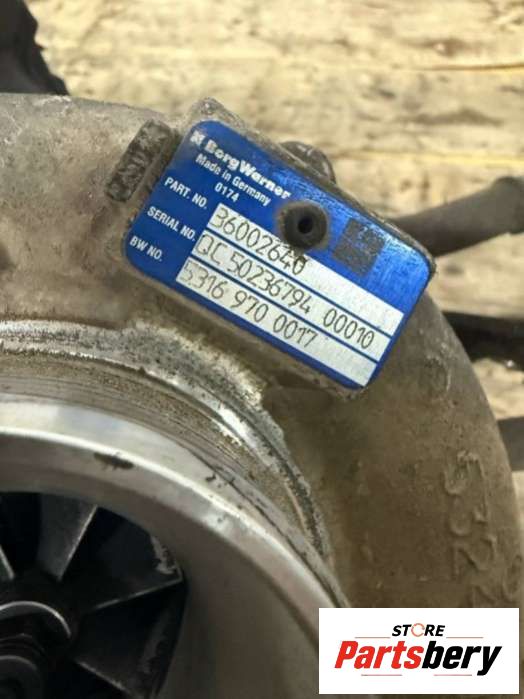 BorgWarner
Made in Germany
0174
PART. NO. 36002640
SERIAL NO. QC 50236794 00010
BW NO. 5316 970 0017
STORE
Partsbery